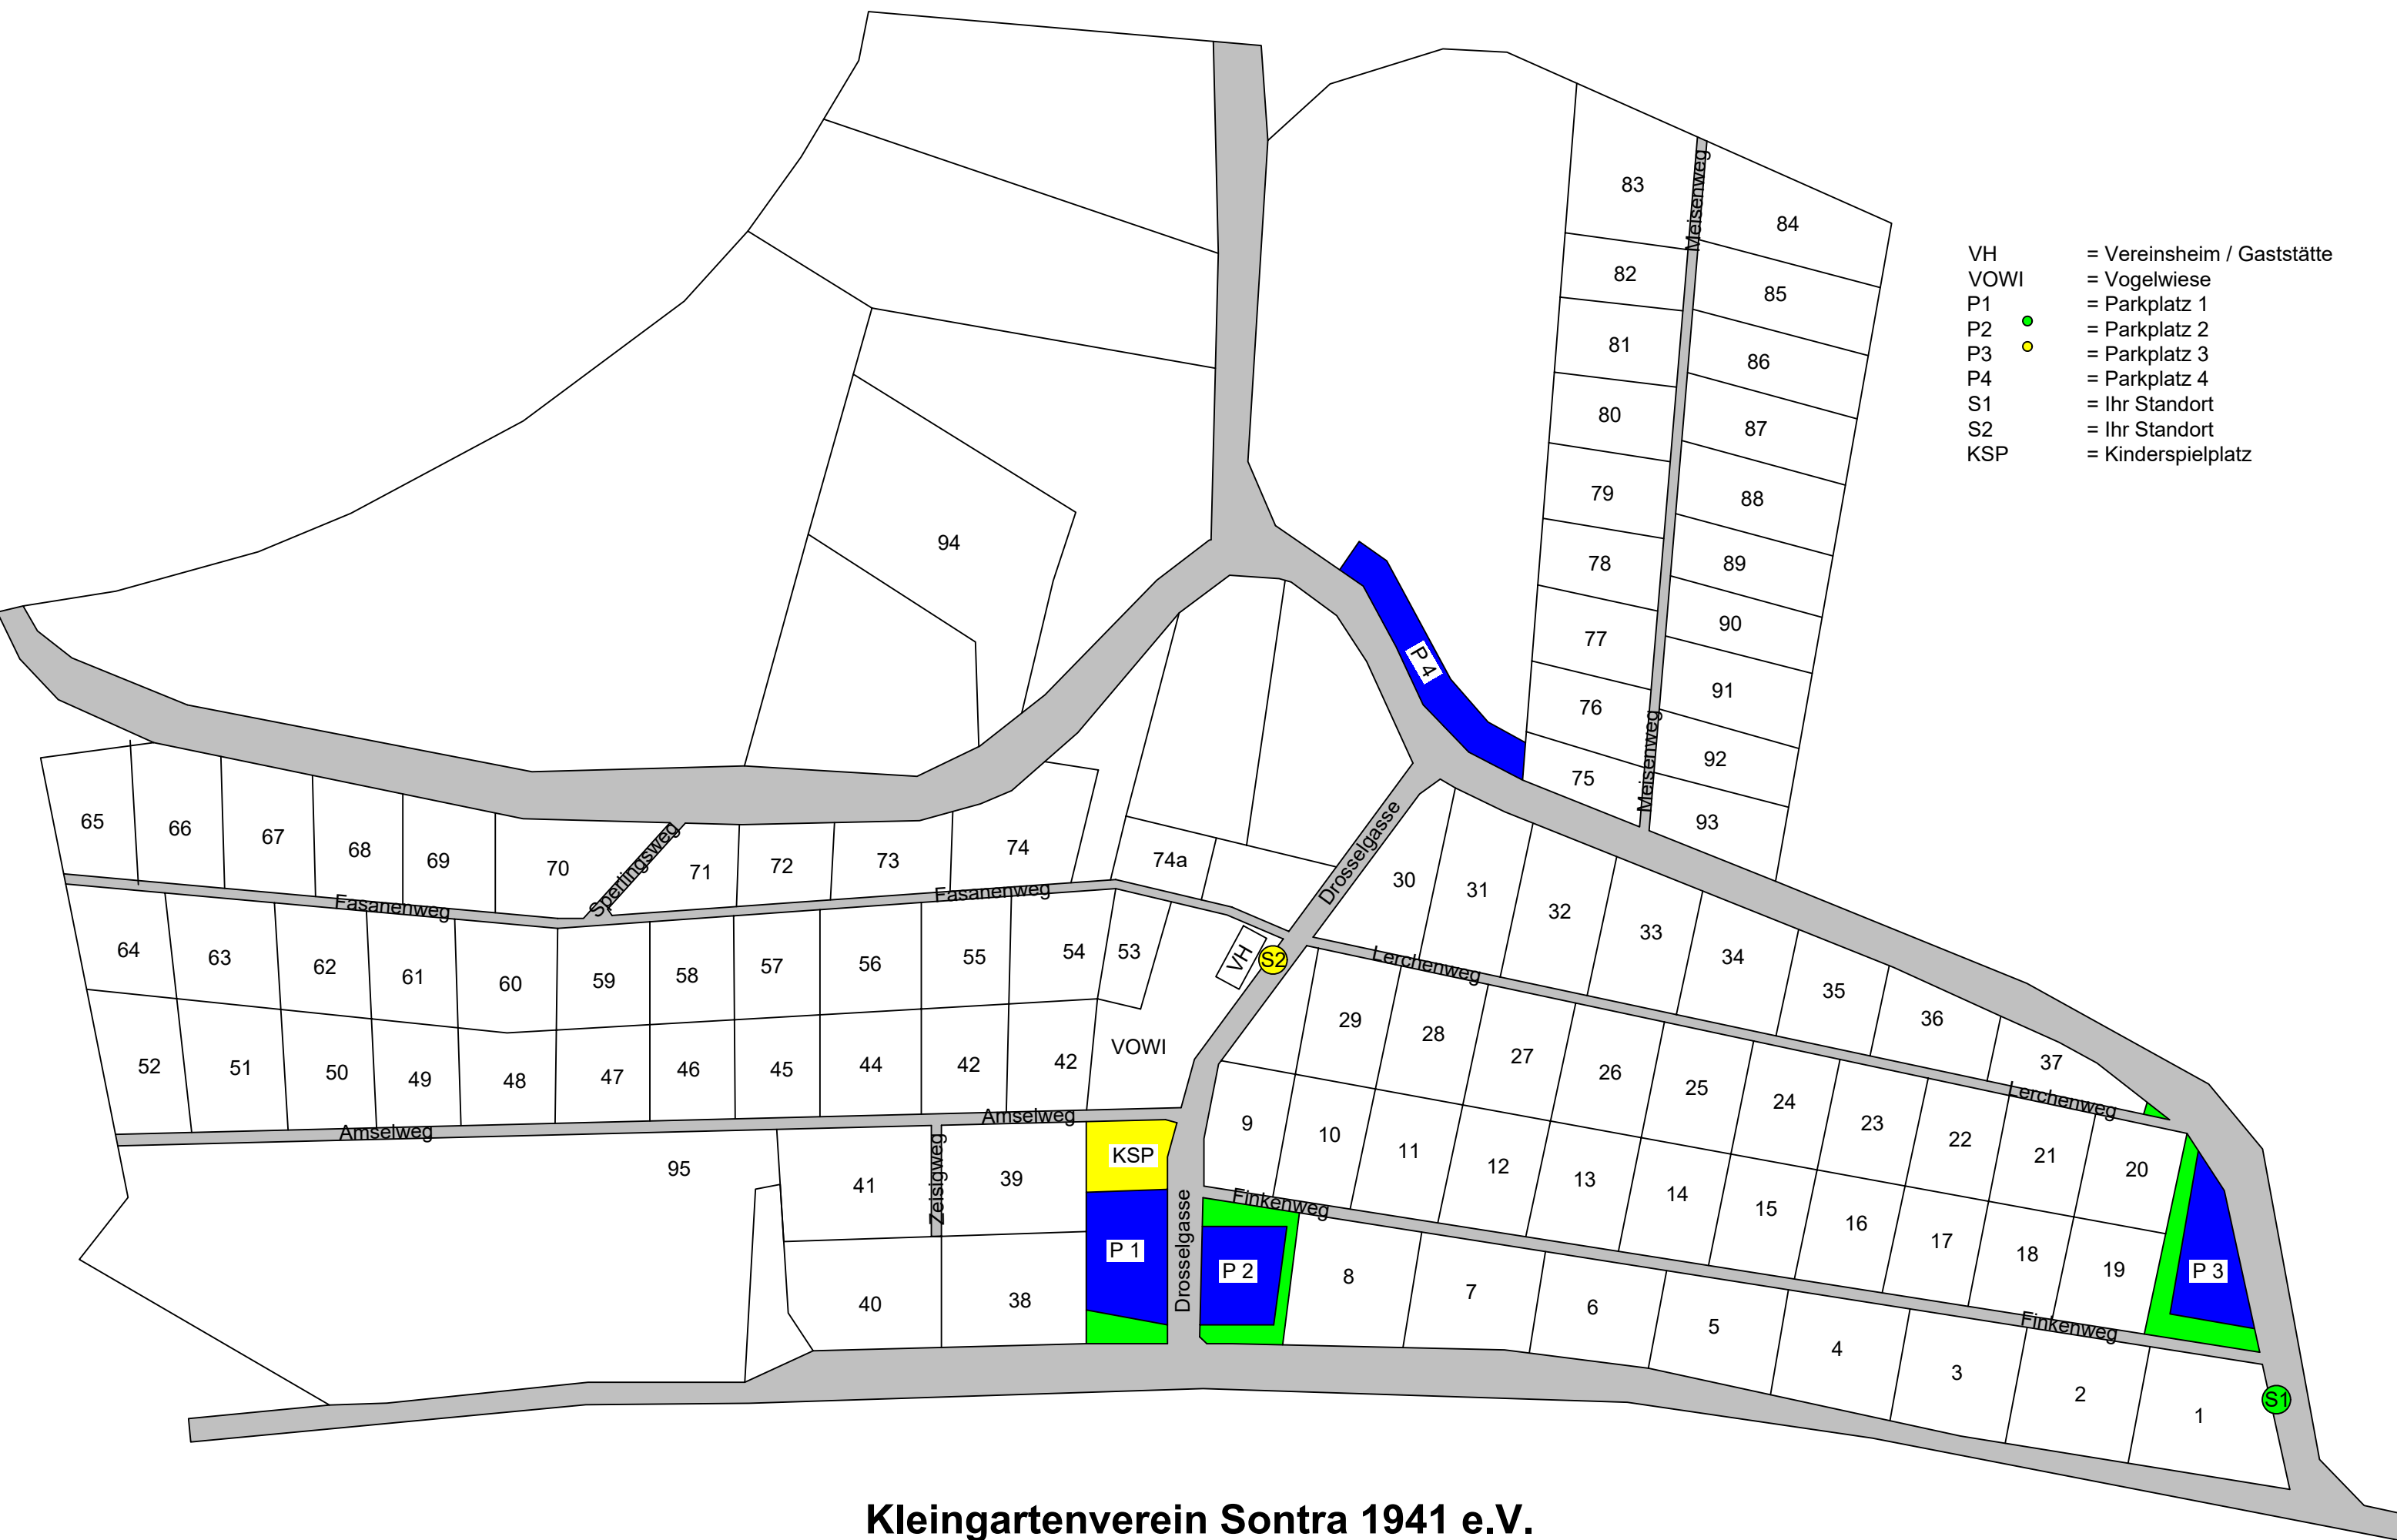 83
Meisenweg
84
82
85
81
86
80
87
79
88
78
89
77
90
76
91
75
92
Meisenweg
93
VH = Vereinsheim / Gaststätte
VOWI = Vogelwiese
P1 = Parkplatz 1
P2 = Parkplatz 2
P3 = Parkplatz 3
P4 = Parkplatz 4
S1 = Ihr Standort
S2 = Ihr Standort
KSP = Kinderspielplatz
94
P 4
65
66
67
68
69
70
Sperlingsweg
71
72
73
74
74a
Fasanenweg
Fasanenweg
Drosselgasse
30
31
32
33
34
35
36
37
64
63
62
61
60
59
58
57
56
55
54
53
VH
S2
Lerchenweg
Lerchenweg
52
51
50
49
48
47
46
45
44
42
42
VOWI
29
28
27
26
25
24
23
22
21
20
Amselweg
Amselweg
9
10
11
12
13
14
15
16
17
18
19
P 3
95
41
Zeisigweg
39
KSP
40
38
P 1
Drosselgasse
P 2
Finkenweg
Finkenweg
8
7
6
5
4
3
2
1
S1
Kleingartenverein Sontra 1941 e.V.